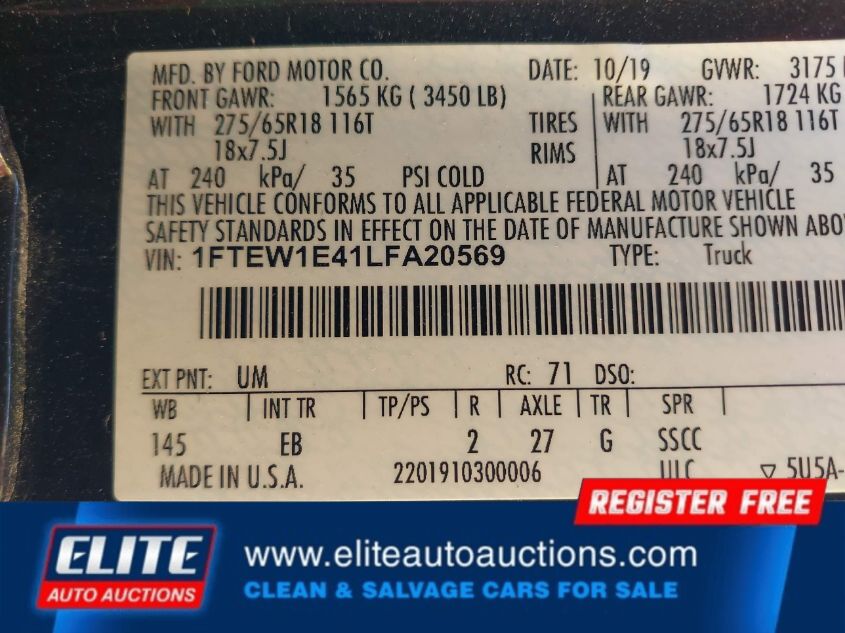 MFD. BY FORD MOTOR CO. DATE: 10/19 GVWR: 3175
FRONT GAWR: 1565 KG ( 3450 LB) REAR GAWR: 1724 KG
WITH 275/65R18 116T TIRES WITH 275/65R18 116T
18x7.5J RIMS 18x7.5J
AT 240 kPa/ 35 PSI COLD AT 240 kPa/ 35
THIS VEHICLE CONFORMS TO ALL APPLICABLE FEDERAL MOTOR VEHICLE
SAFETY STANDARDS IN EFFECT ON THE DATE OF MANUFACTURE SHOWN ABO
VIN: 1FTEW1E41LFA20569 TYPE: Truck
EXT PNT: UM RC: 71 DSO:
WB INT TR TP/PS R AXLE TR SPR
145 EB 2 27 G SSCC
MADE IN U.S.A. 2201910300006 ULC ▽ 5U5A-
REGISTER FREE
ELITE
AUTO AUCTIONS
www.eliteautoauctions.com
CLEAN & SALVAGE CARS FOR SALE